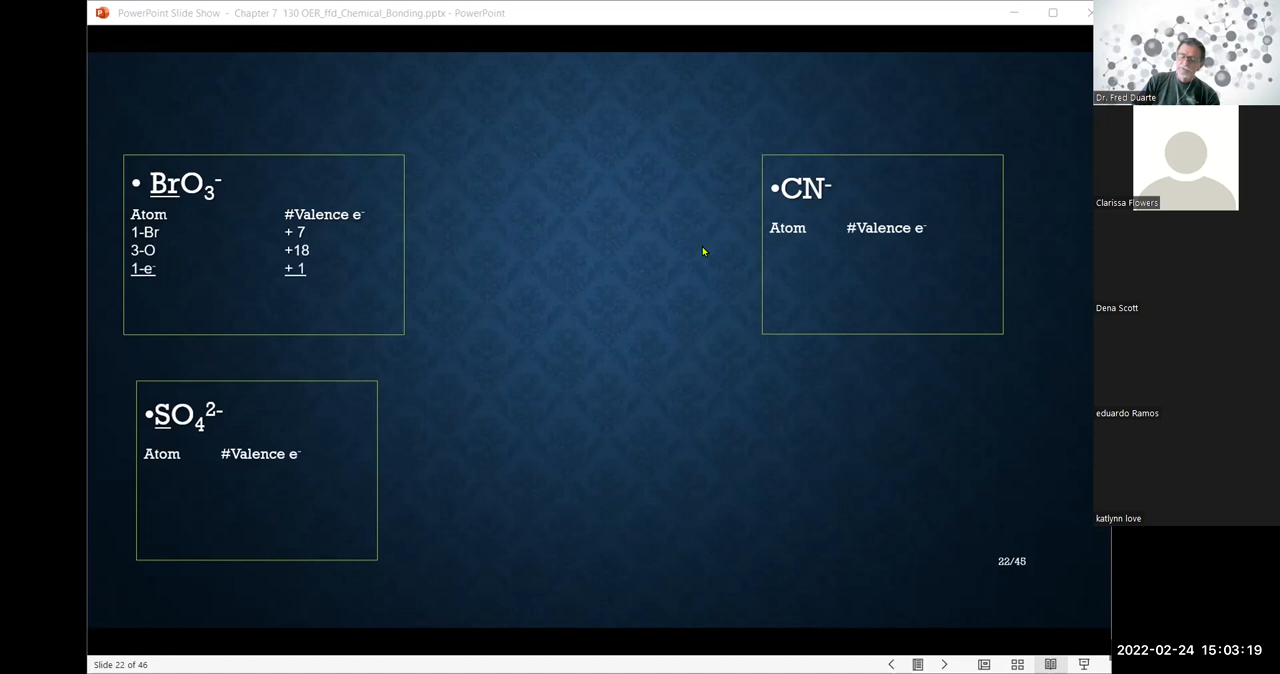 PowerPoint Slide Show - Chapter 7 130 OER_ffd_Chemical_Bonding.pptx - PowerPoint
Dr. Fred Duarte
• BrO₃⁻
Atom #Valence e⁻
1-Br + 7
3-O +18
1-e⁻ + 1
•CN⁻
Atom #Valence e⁻
Clarissa Flowers
Dena Scott
eduardo Ramos
katlynn love
•SO₄²⁻
Atom #Valence e⁻
22/45
2022-02-24 15:03:19
Slide 22 of 46